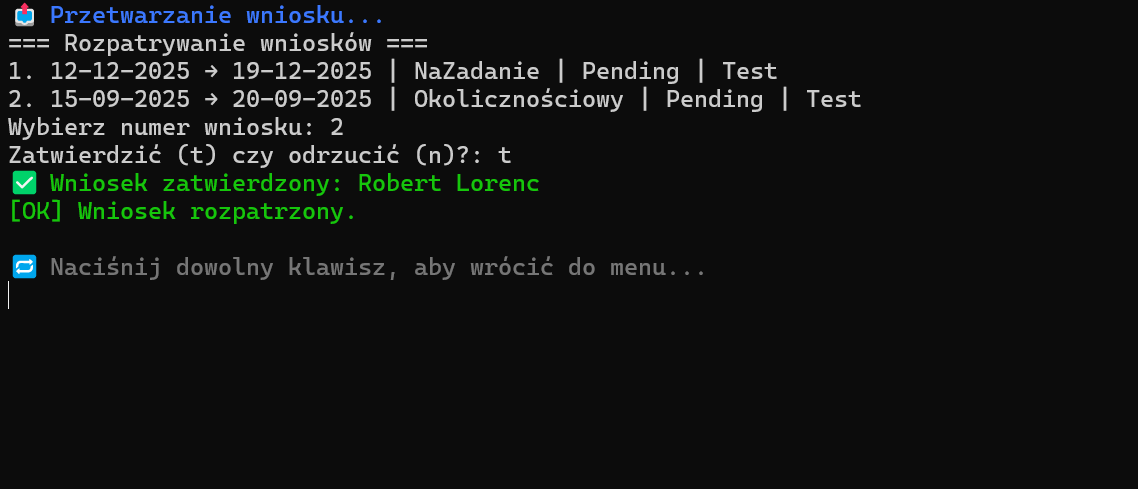 📤 Przetwarzanie wniosku...
=== Rozpatrywanie wniosków ===
1. 12-12-2025 → 19-12-2025 | NaZadanie | Pending | Test
2. 15-09-2025 → 20-09-2025 | Okolicznościowy | Pending | Test
Wybierz numer wniosku: 2
Zatwierdzić (t) czy odrzucić (n)?: t
✅ Wniosek zatwierdzony: Robert Lorenc
[OK] Wniosek rozpatrzony.
🔁 Naciśnij dowolny klawisz, aby wrócić do menu...